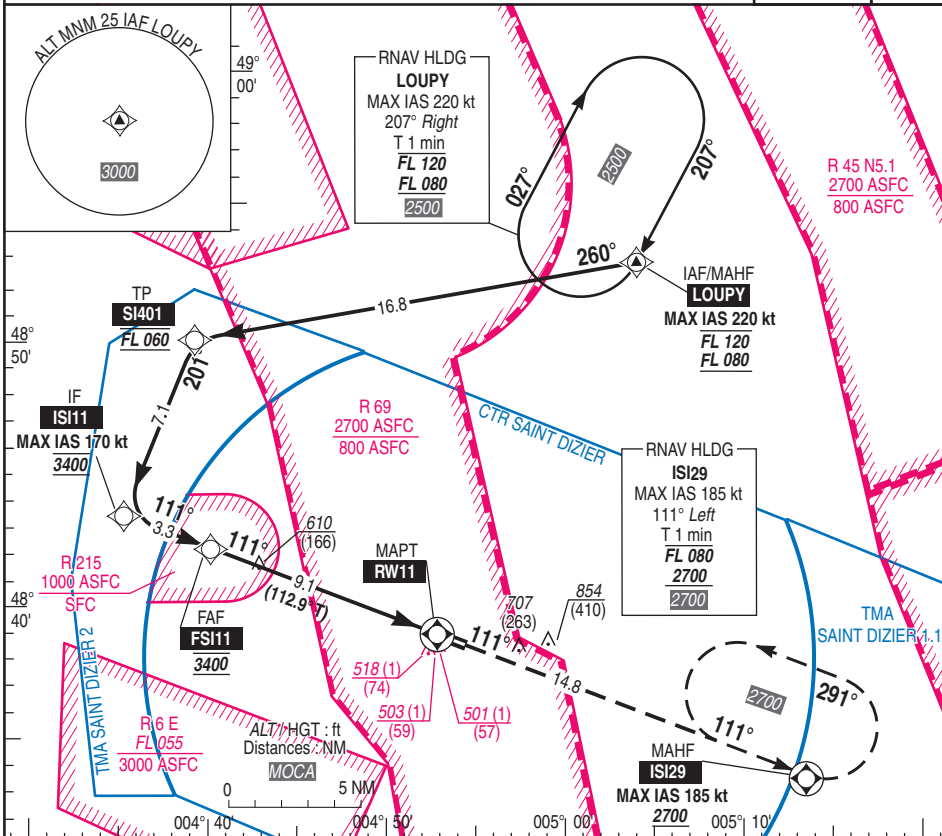 ALT MNM 25 IAF LOUPY
3000
49°
00'
RNAV HLDG
LOUPY
MAX IAS 220 kt
207° Right
T 1 min
FL 120
FL 080
2500
2500
027°
207°
R 45 N5.1
2700 ASFC
800 ASFC
260°
16.8
IAF/MAHF
LOUPY
MAX IAS 220 kt
FL 120
FL 080
TP
SI401
FL 060
48°
50'
201°
7.1
IF
ISI11
MAX IAS 170 kt
3400
R 69
2700 ASFC
800 ASFC
CTR SAINT DIZIER
RNAV HLDG
ISI29
MAX IAS 185 kt
111° Left
T 1 min
FL 080
2700
2700
111°
3.3
111°
610
(166)
9.1
(112.9°T)
MAPT
RW11
R 215
1000 ASFC
SFC
48°
40'
FAF
FSI11
3400
707
(263)
854
(410)
111°
14.8
TMA
SAINT DIZIER 1.1
518 (1)
(74)
503 (1)
(59)
501 (1)
(57)
TMA SAINT DIZIER 2
R 6 E
FL 055
3000 ASFC
ALT / HGT : ft
Distances : NM
MOCA
0
5 NM
2700
291°
111°
MAHF
ISI29
MAX IAS 185 kt
2700
004° 40'
004° 50'
005° 00'
005° 10'